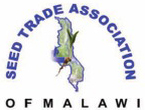 SEED TRADE ASSOCIATION
OF MALAWI